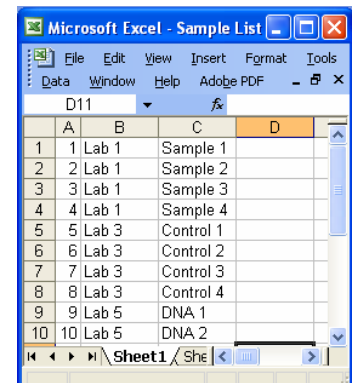 Microsoft Excel - Sample List
File Edit View Insert Format Tools
Data Window Help Adobe PDF
D11 fx
A B C D
1 1 Lab 1 Sample 1
2 2 Lab 1 Sample 2
3 3 Lab 1 Sample 3
4 4 Lab 1 Sample 4
5 5 Lab 3 Control 1
6 6 Lab 3 Control 2
7 7 Lab 3 Control 3
8 8 Lab 3 Control 4
9 9 Lab 5 DNA 1
10 10 Lab 5 DNA 2
Sheet1 She